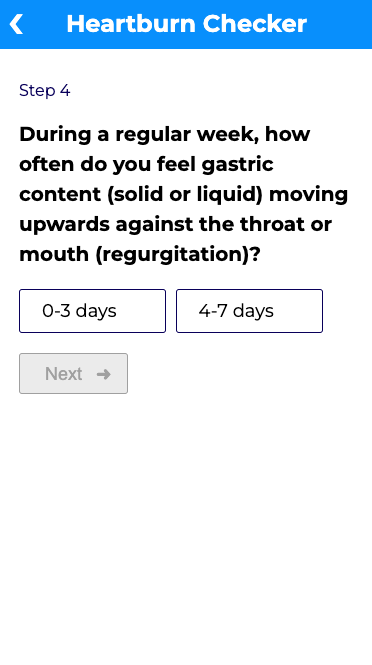 Heartburn Checker
Step 4
During a regular week, how
often do you feel gastric
content (solid or liquid) moving
upwards against the throat or
mouth (regurgitation)?
0-3 days
4-7 days
Next